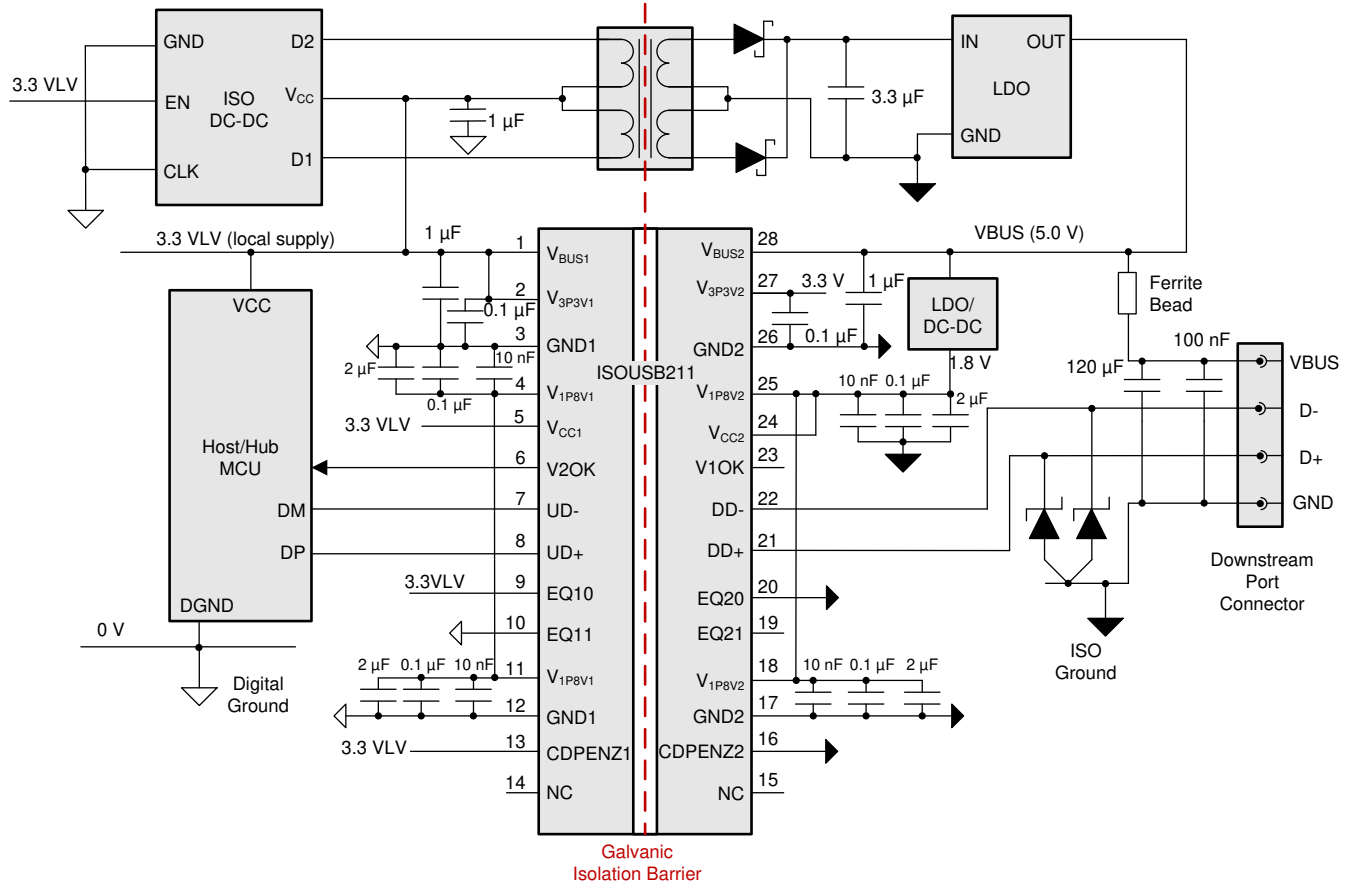 GND
EN
CLK
ISO
DC-DC
D2
VCC
D1
3.3 VLV
1 µF
3.3 µF
IN
OUT
LDO
GND
3.3 VLV (local supply)
1 µF
VBUS (5.0 V)
VCC
Host/Hub
MCU
DM
DP
DGND
0 V
Digital
Ground
0.1 µF
2 µF
10 nF
0.1 µF
3.3 VLV
3.3VLV
2 µF
0.1 µF
10 nF
3.3 VLV
1
VBUS1
2
V3P3V1
3
GND1
4
V1P8V1
5
VCC1
6
V2OK
7
UD-
8
UD+
9
EQ10
10
EQ11
11
V1P8V1
12
GND1
13
CDPENZ1
14
NC
ISOUSB211
28
VBUS2
27
V3P3V2
26
GND2
25
V1P8V2
24
VCC2
23
V1OK
22
DD-
21
DD+
20
EQ20
19
EQ21
18
V1P8V2
17
GND2
16
CDPENZ2
15
NC
3.3 V
1 µF
0.1 µF
LDO/
DC-DC
1.8 V
10 nF
0.1 µF
2 µF
10 nF
0.1 µF
2 µF
Ferrite
Bead
120 µF
100 nF
VBUS
D-
D+
GND
Downstream
Port
Connector
ISO
Ground
Galvanic
Isolation Barrier